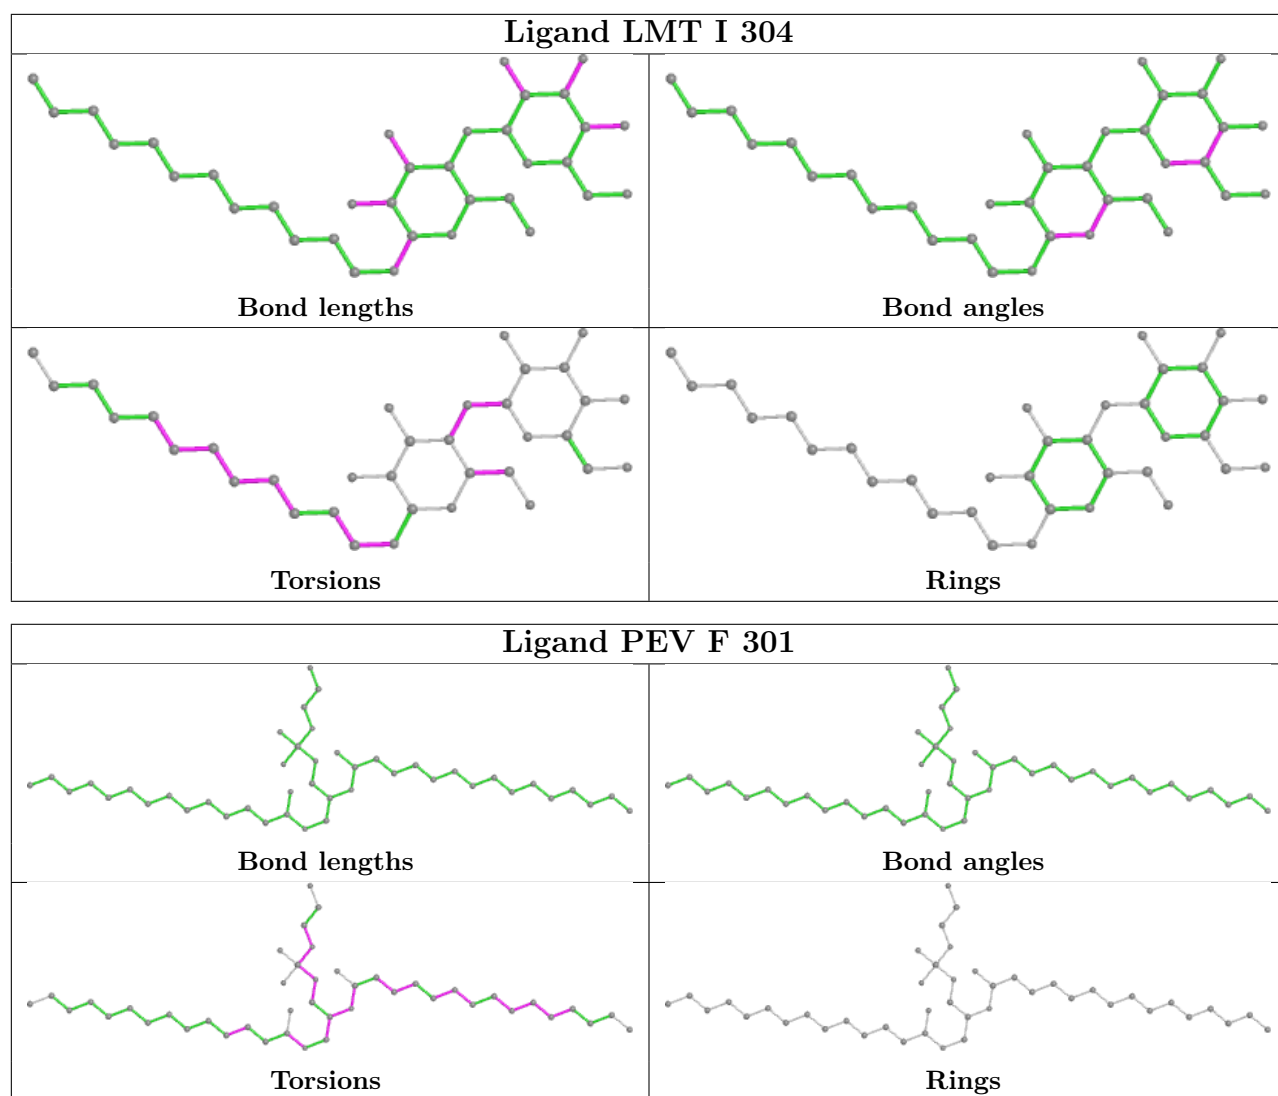 Ligand LMT I 304
Bond lengths
Bond angles
Torsions
Rings
Ligand PEV F 301
Bond lengths
Bond angles
Torsions
Rings